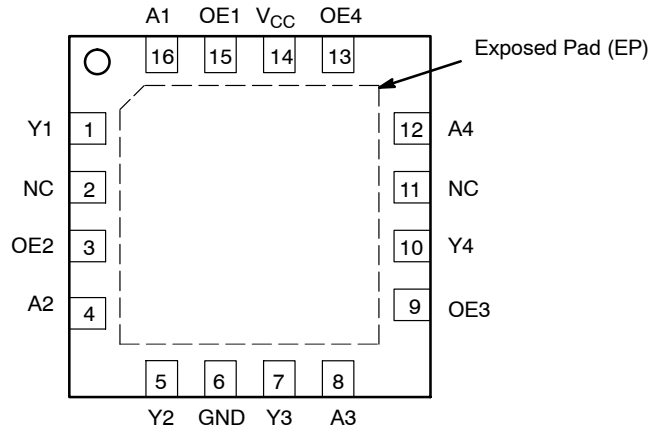 A1 OE1 VCC OE4
16 15 14 13
Exposed Pad (EP)
Y1 1 12 A4
NC 2 11 NC
OE2 3 10 Y4
A2 4 9 OE3
5 6 7 8
Y2 GND Y3 A3